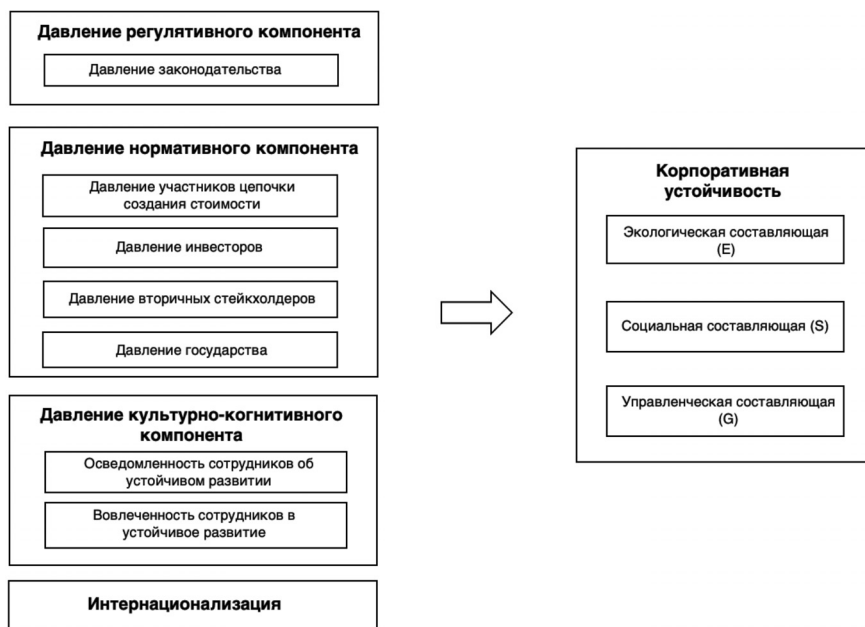 Давление регулятивного компонента
Давление законодательства
Давление нормативного компонента
Давление участников цепочки
создания стоимости
Давление инвесторов
Давление вторичных стейкхолдеров
Давление государства
Давление культурно-когнитивного
компонента
Осведомленность сотрудников об
устойчивом развитии
Вовлеченность сотрудников в
устойчивое развитие
Интернационализация
Корпоративная
устойчивость
Экологическая составляющая
(E)
Социальная составляющая (S)
Управленческая составляющая
(G)